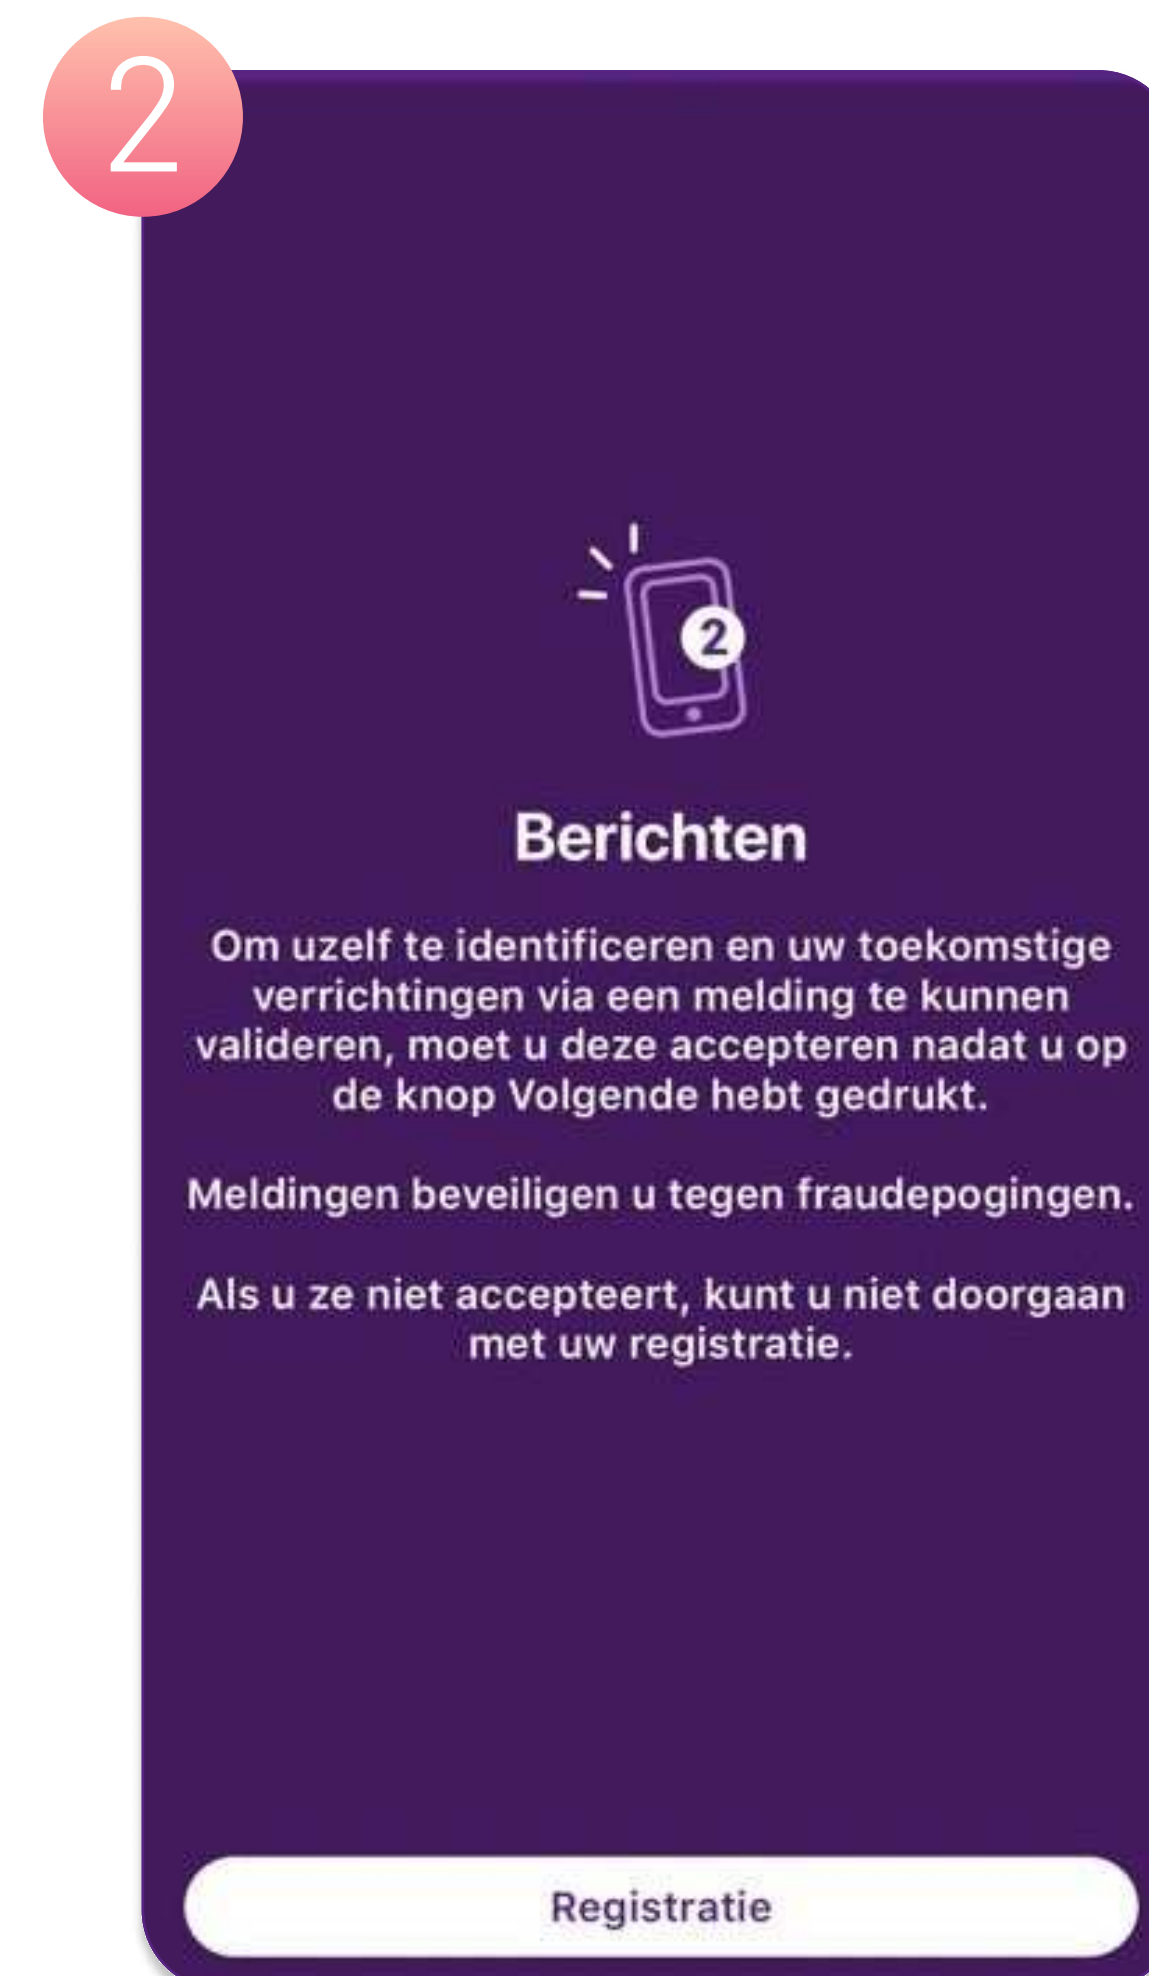 2
2
Berichten
Om uzelf te identificeren en uw toekomstige
verrichtingen via een melding te kunnen
valideren, moet u deze accepteren nadat u op
de knop Volgende hebt gedrukt.
Meldingen beveiligen u tegen fraudepogingen.
Als u ze niet accepteert, kunt u niet doorgaan
met uw registratie.
Registratie